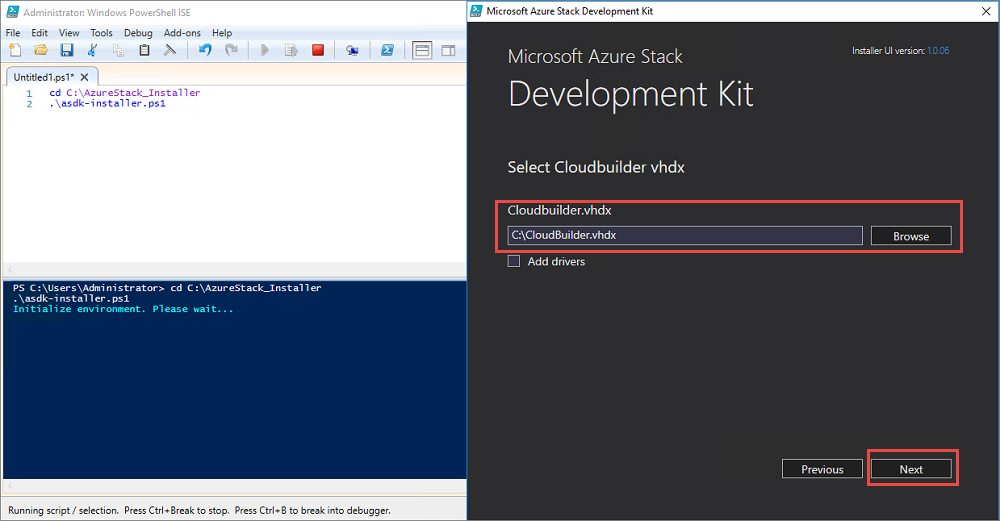 Administrator: Windows PowerShell ISE
File Edit View Tools Debug Add-ons Help
Untitled1.ps1* X
1 cd C:\AzureStack_Installer
2 .\asdk-installer.ps1
PS C:\Users\Administrator> cd C:\AzureStack_Installer
.\asdk-installer.ps1
Initialize environment. Please wait...
Running script / selection. Press Ctrl+Break to stop. Press Ctrl+B to break into debugger.
Microsoft Azure Stack Development Kit
Microsoft Azure Stack
Installer UI version: 1.0.06
Development Kit
Select Cloudbuilder vhdx
Cloudbuilder.vhdx
C:\CloudBuilder.vhdx Browse
Add drivers
Previous Next